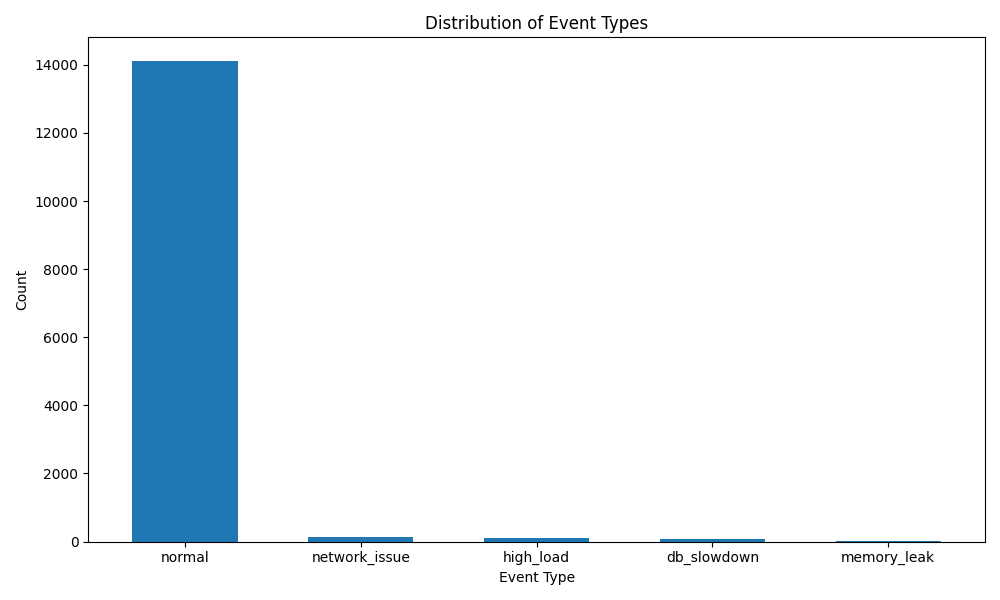 Distribution of Event Types
Count
14000
12000
10000
8000
6000
4000
2000
0
normal network_issue high_load db_slowdown memory_leak
Event Type